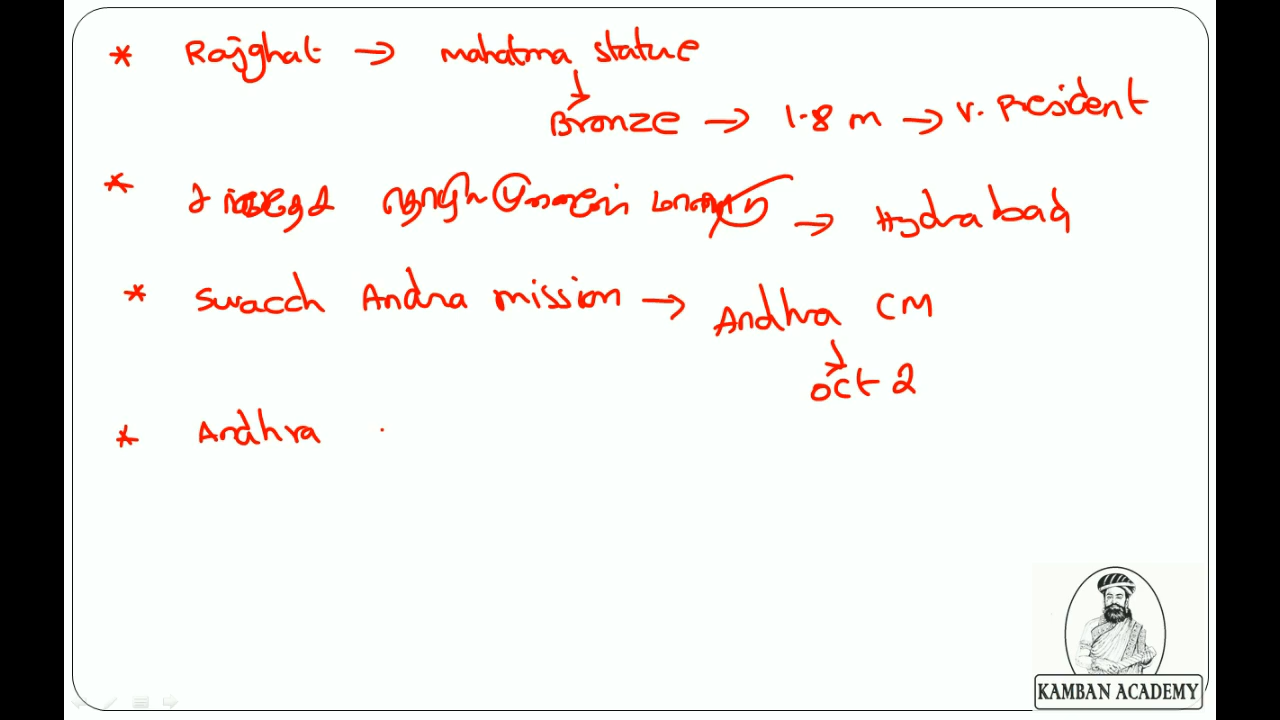 * Rajghat → mahatma statue
↓
Bronze → 1.8 m → V. President
* → Hydrabad
* Swacch Andra mission → Andhra CM
↓
Oct 2
* Andhra
KAMBAN ACADEMY